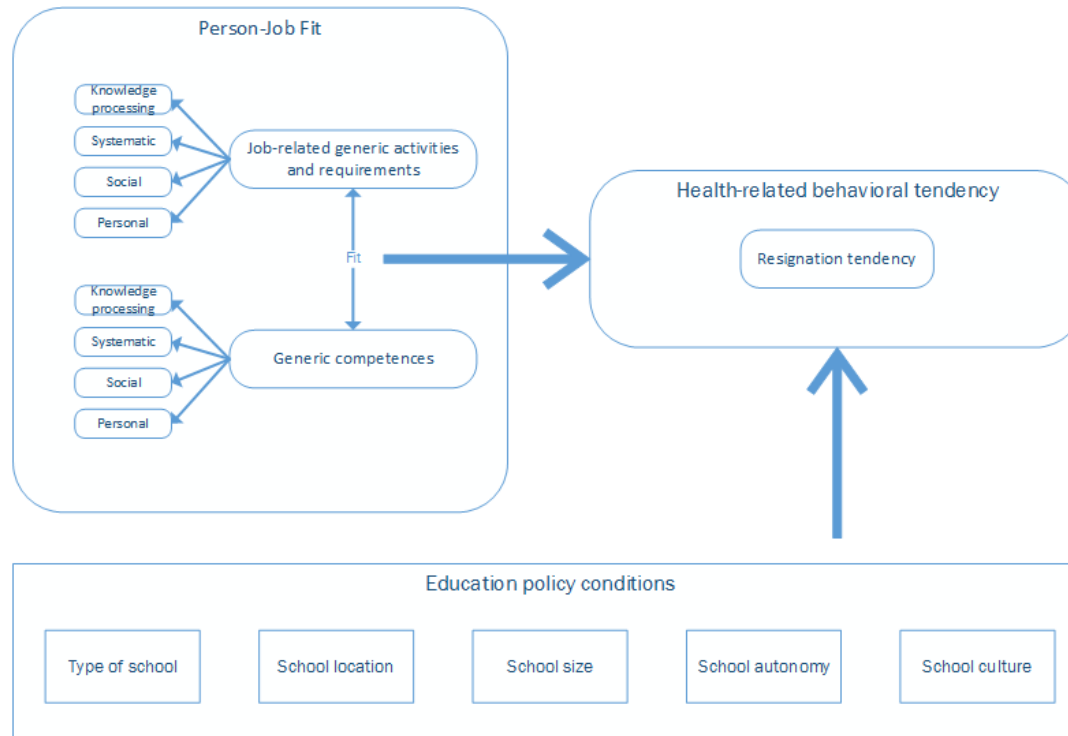 Person-Job Fit
Knowledge
processing
Systematic
Social
Personal
Job-related generic activities
and requirements
Fit
Knowledge
processing
Systematic
Social
Personal
Generic competences
Health-related behavioral tendency
Resignation tendency
Education policy conditions
Type of school
School location
School size
School autonomy
School culture